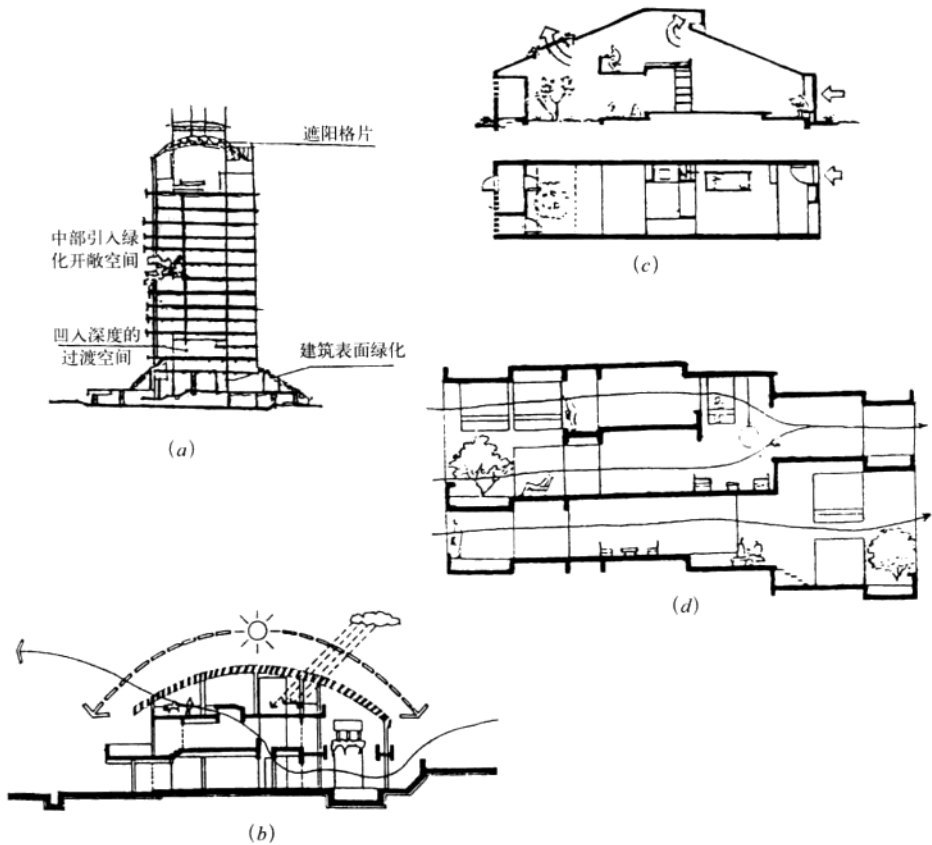 遮阳格片
中部引入绿
化开敞空间
凹入深度的
过渡空间
建筑表面绿化
(a)
(c)
(d)
(b)